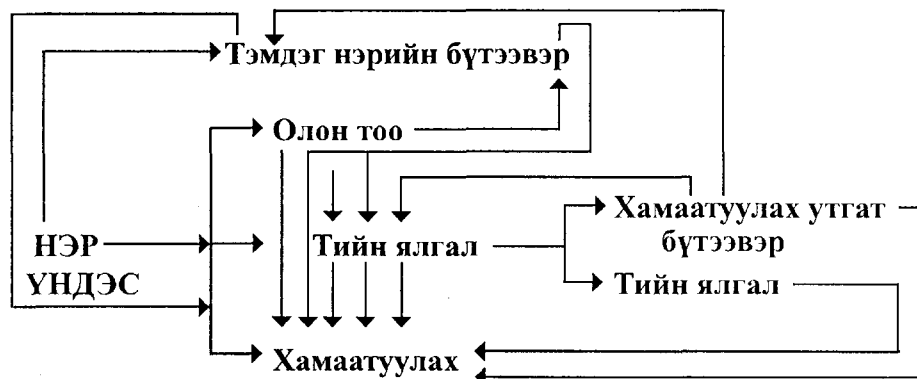 Тэмдэг нэрийн бүтээвэр
Олон тоо
Хамаатуулах утгат
бүтээвэр
НЭР
ҮНДЭС
Тийн ялгал
Тийн ялгал
Хамаатуулах